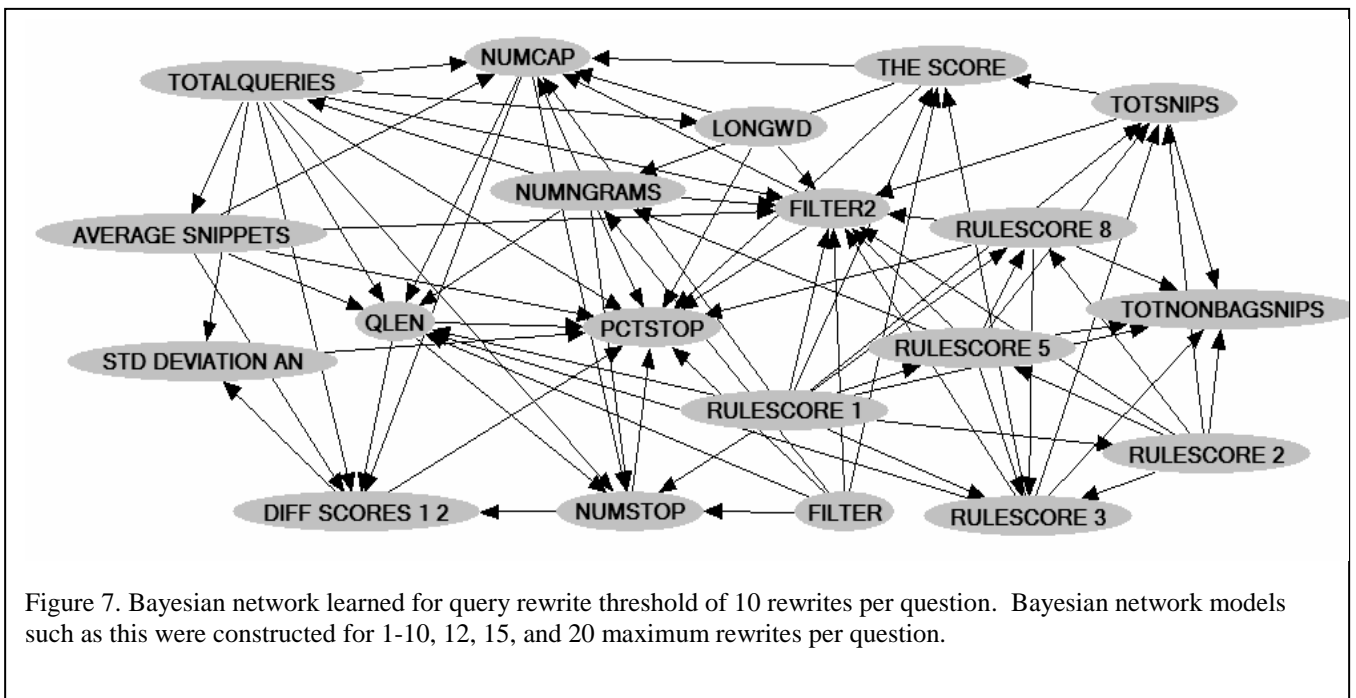 NUMCAP
THE SCORE
TOTALQUERIES
TOTSNIPS
LONGWD
NUMNGRAMS
FILTER2
RULESCORE 8
AVERAGE SNIPPETS
TOTNONBAGSNIPS
QLEN
PCTSTOP
RULESCORE 5
STD DEVIATION AN
RULESCORE 1
RULESCORE 2
DIFF SCORES 1 2
NUMSTOP
FILTER
RULESCORE 3
Figure 7. Bayesian network learned for query rewrite threshold of 10 rewrites per question.  Bayesian network models
such as this were constructed for 1-10, 12, 15, and 20 maximum rewrites per question.